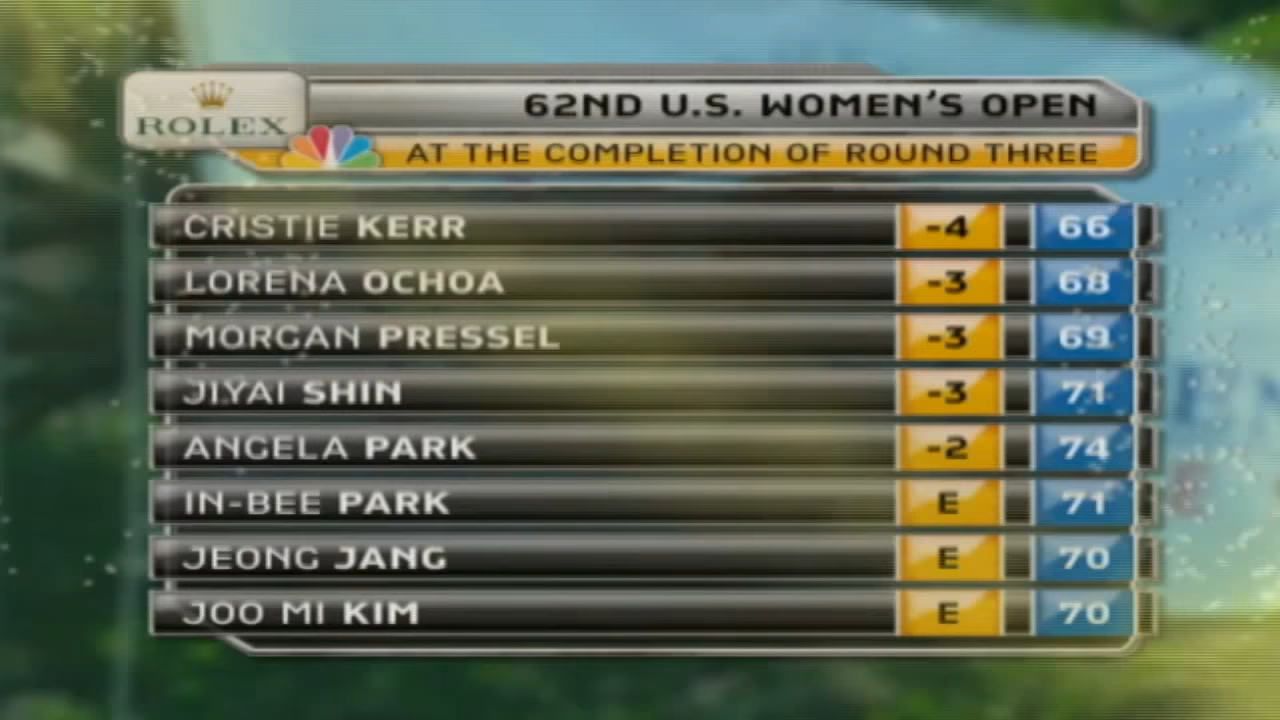 ROLEX
62ND U.S. WOMEN'S OPEN
AT THE COMPLETION OF ROUND THREE
CRISTIE KERR -4 66
LORENA OCHOA -3 68
MORGAN PRESSEL -3 69
JIYAI SHIN -3 71
ANGELA PARK -2 74
IN-BEE PARK E 71
JEONG JANG E 70
JOO MI KIM E 70